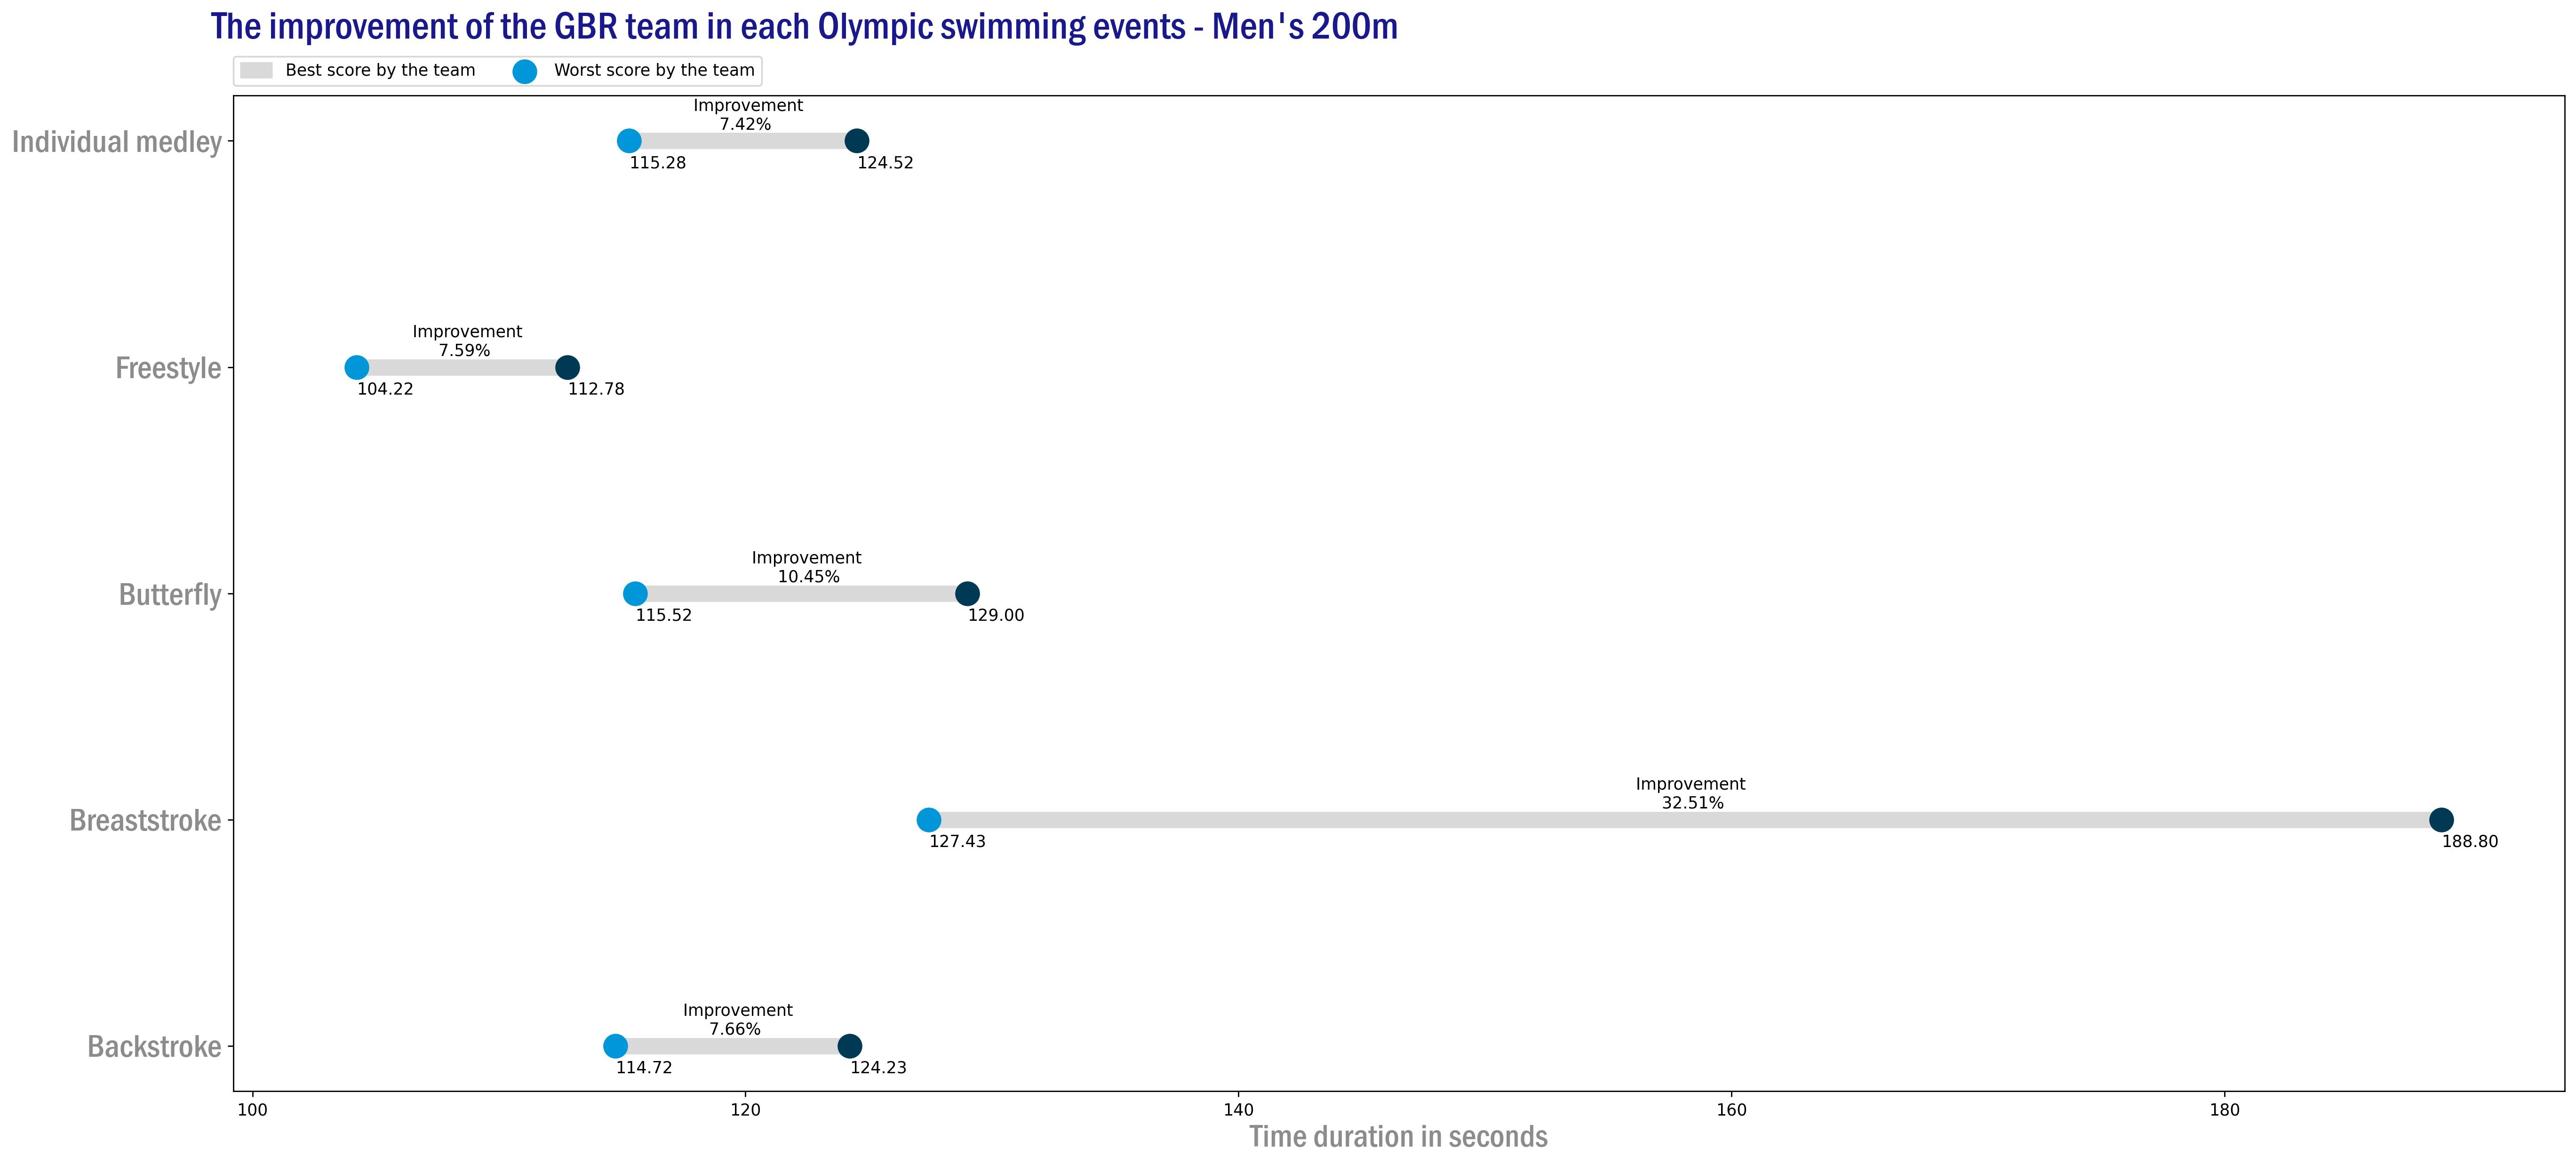 The improvement of the GBR team in each Olympic swimming events - Men's 200m
Best score by the team
Worst score by the team
Individual medley
Improvement
7.42%
115.28
124.52
Freestyle
Improvement
7.59%
104.22
112.78
Butterfly
Improvement
10.45%
115.52
129.00
Breaststroke
Improvement
32.51%
127.43
188.80
Backstroke
Improvement
7.66%
114.72
124.23
100
120
140
160
180
Time duration in seconds